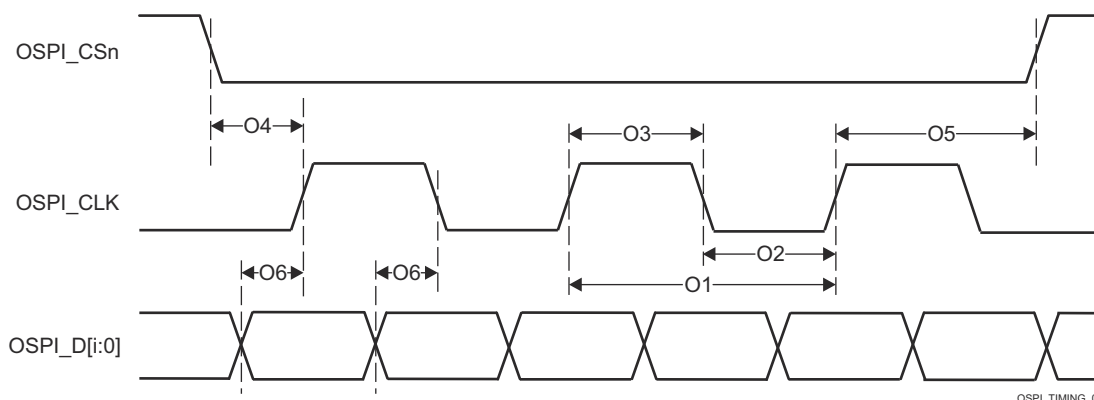 OSPI_CSn
O4
O3
O5
OSPI_CLK
O2
O6
O6
O1
OSPI_D[i:0]